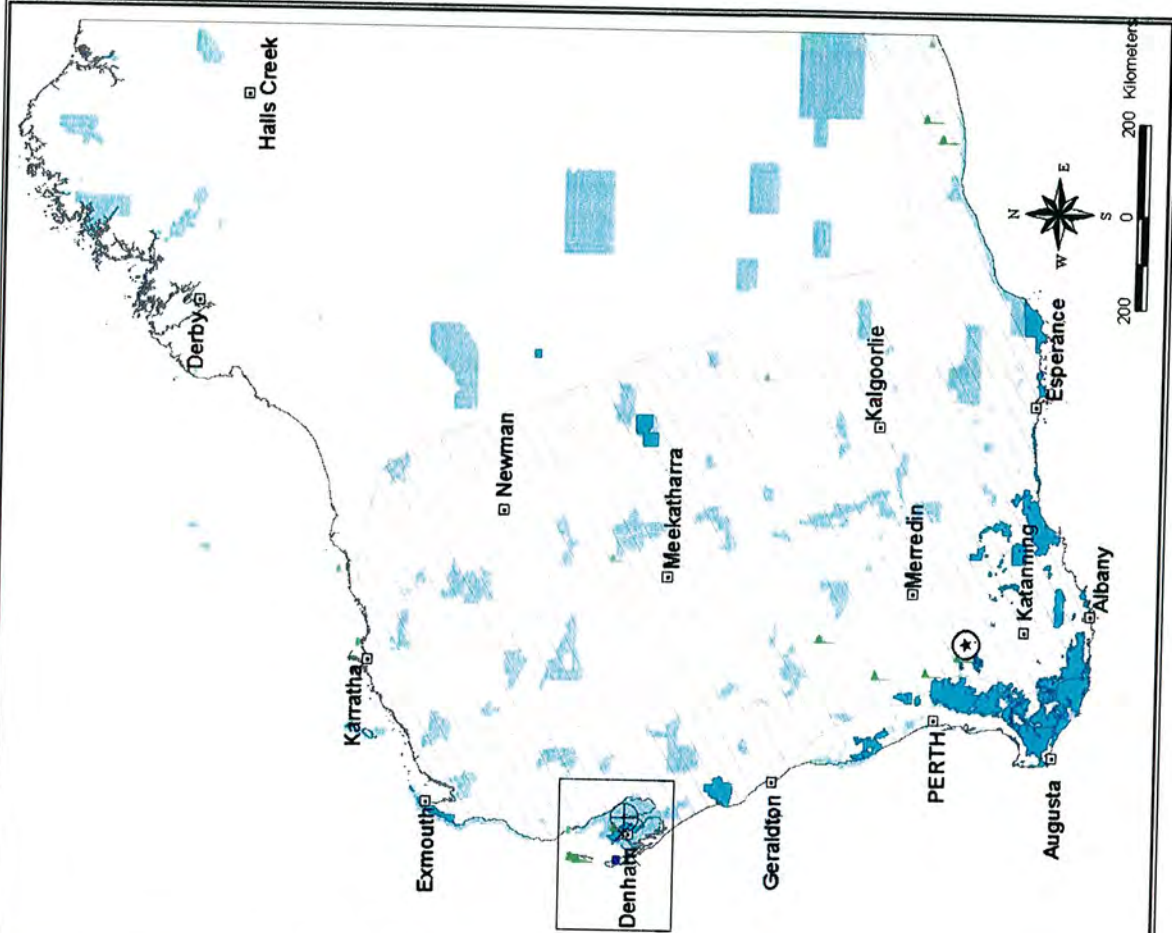 Halls Creek
Derby
Newman
Karratha
Meekatharra
Exmouth
Kalgoorlie
Denham
Merredin
Geraldton
Esperance
Katanning
PERTH
Albany
Augusta
N
W
E
S
200
0
200 Kilometers